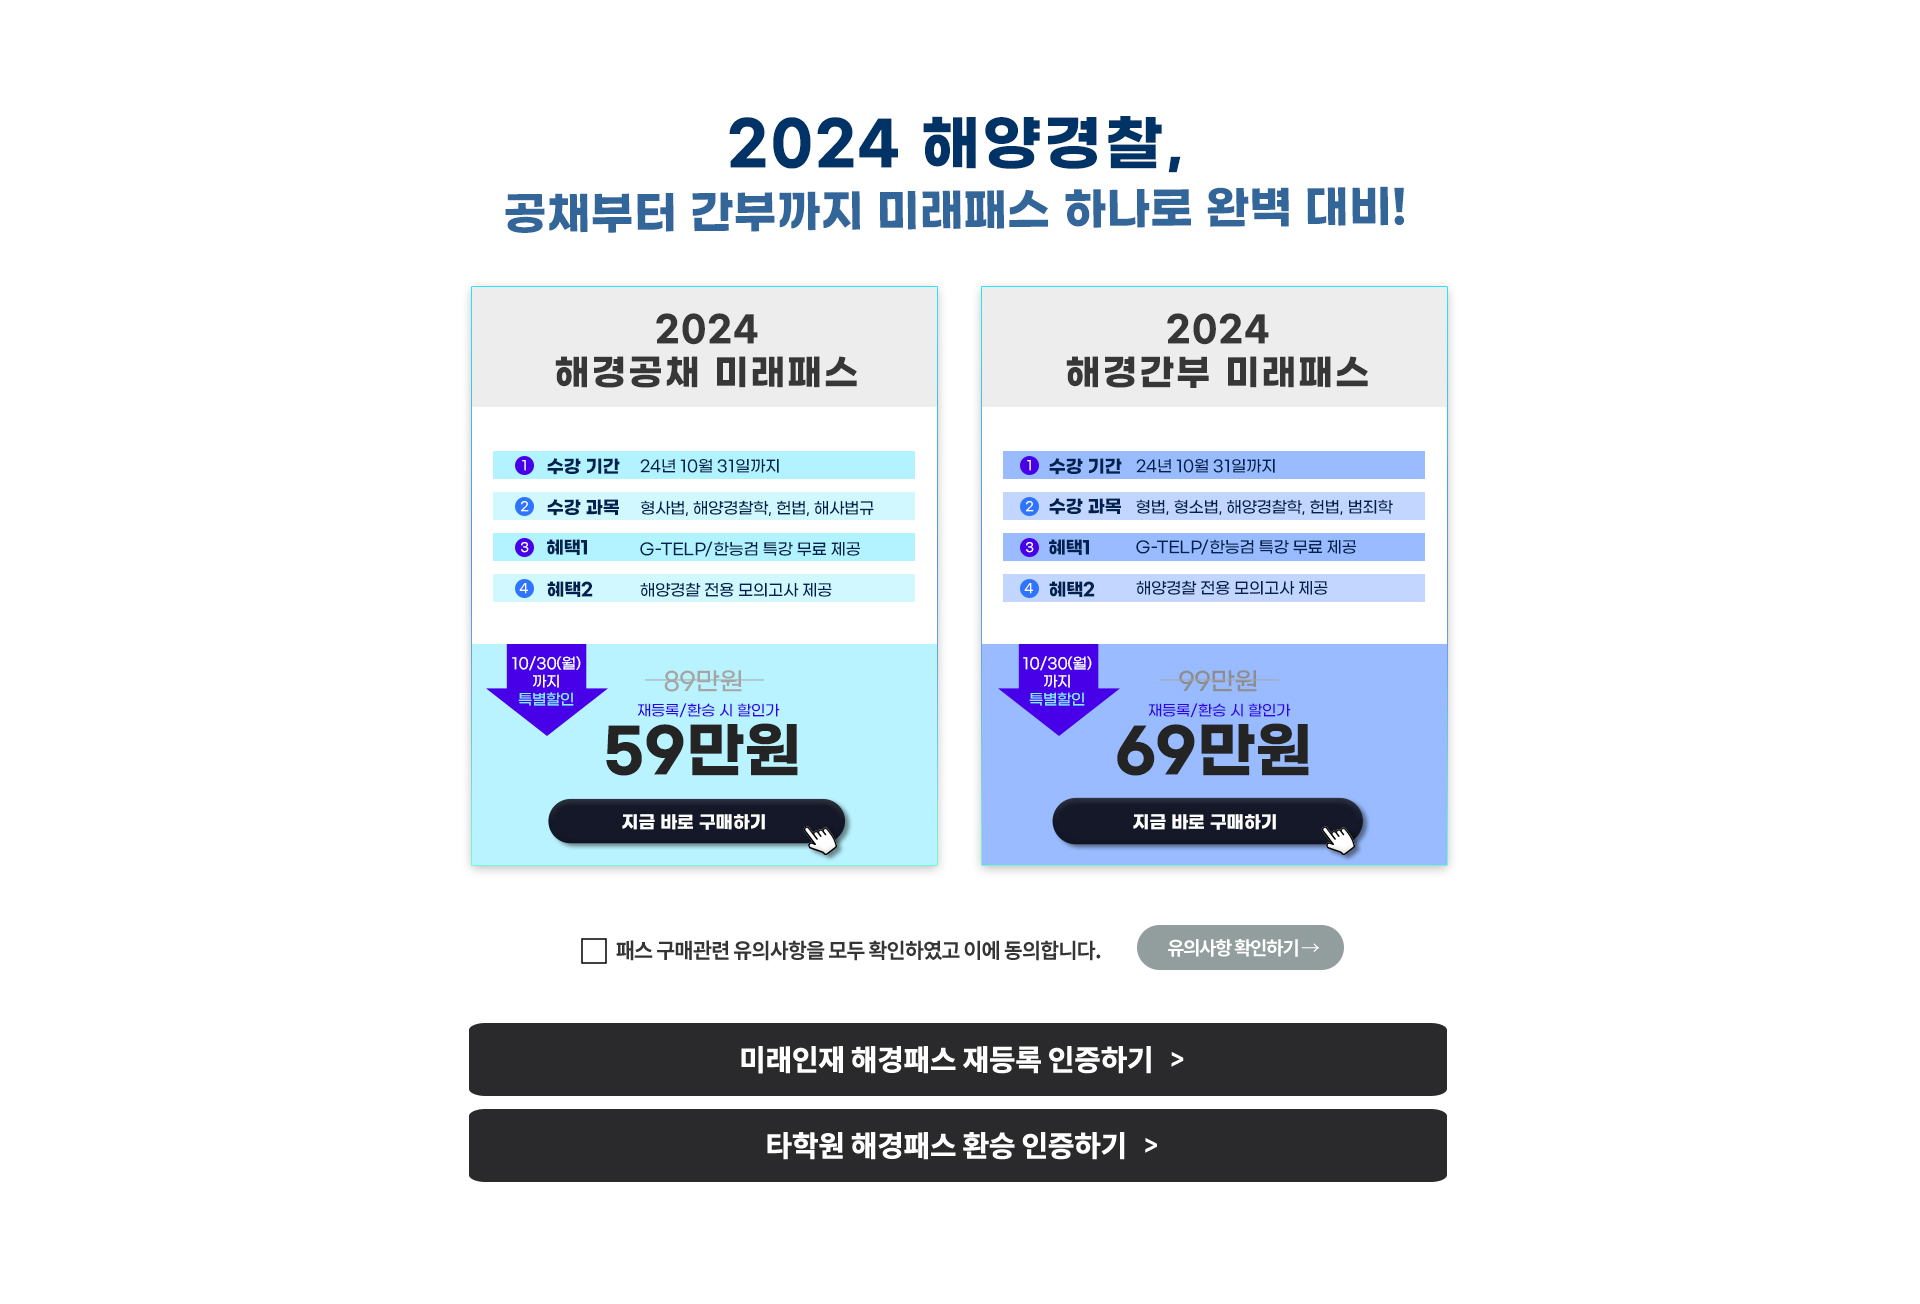 2024 해양경찰,
공채부터 간부까지 미래패스 하나로 완벽 대비!
2024
해경공채 미래패스
1 수강 기간 24년 10월 31일까지
2 수강 과목 형사법, 해양경찰학, 헌법, 해사법규
3 혜택1 G-TELP/한능검 특강 무료 제공
4 혜택2 해양경찰 전용 모의고사 제공
10/30(월)
까지
특별할인
89만원
재등록/환승 시 할인가
59만원
지금 바로 구매하기
2024
해경간부 미래패스
1 수강 기간 24년 10월 31일까지
2 수강 과목 형법, 형소법, 해양경찰학, 헌법, 범죄학
3 혜택1 G-TELP/한능검 특강 무료 제공
4 혜택2 해양경찰 전용 모의고사 제공
10/30(월)
까지
특별할인
99만원
재등록/환승 시 할인가
69만원
지금 바로 구매하기
패스 구매관련 유의사항을 모두 확인하였고 이에 동의합니다.
유의사항 확인하기→
미래인재 해경패스 재등록 인증하기 >
타학원 해경패스 환승 인증하기 >